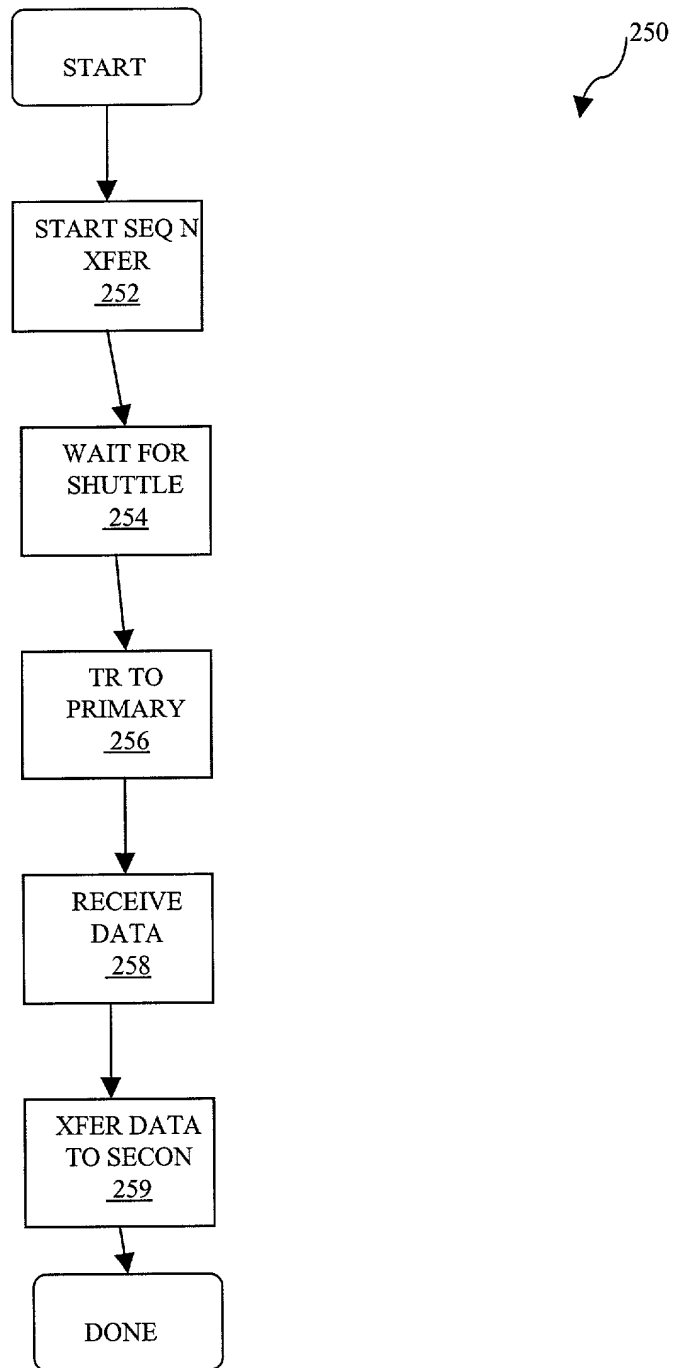 START
250
START SEQ N
XFER
252
WAIT FOR
SHUTTLE
254
TR TO
PRIMARY
256
RECEIVE
DATA
258
XFER DATA
TO SECON
259
DONE